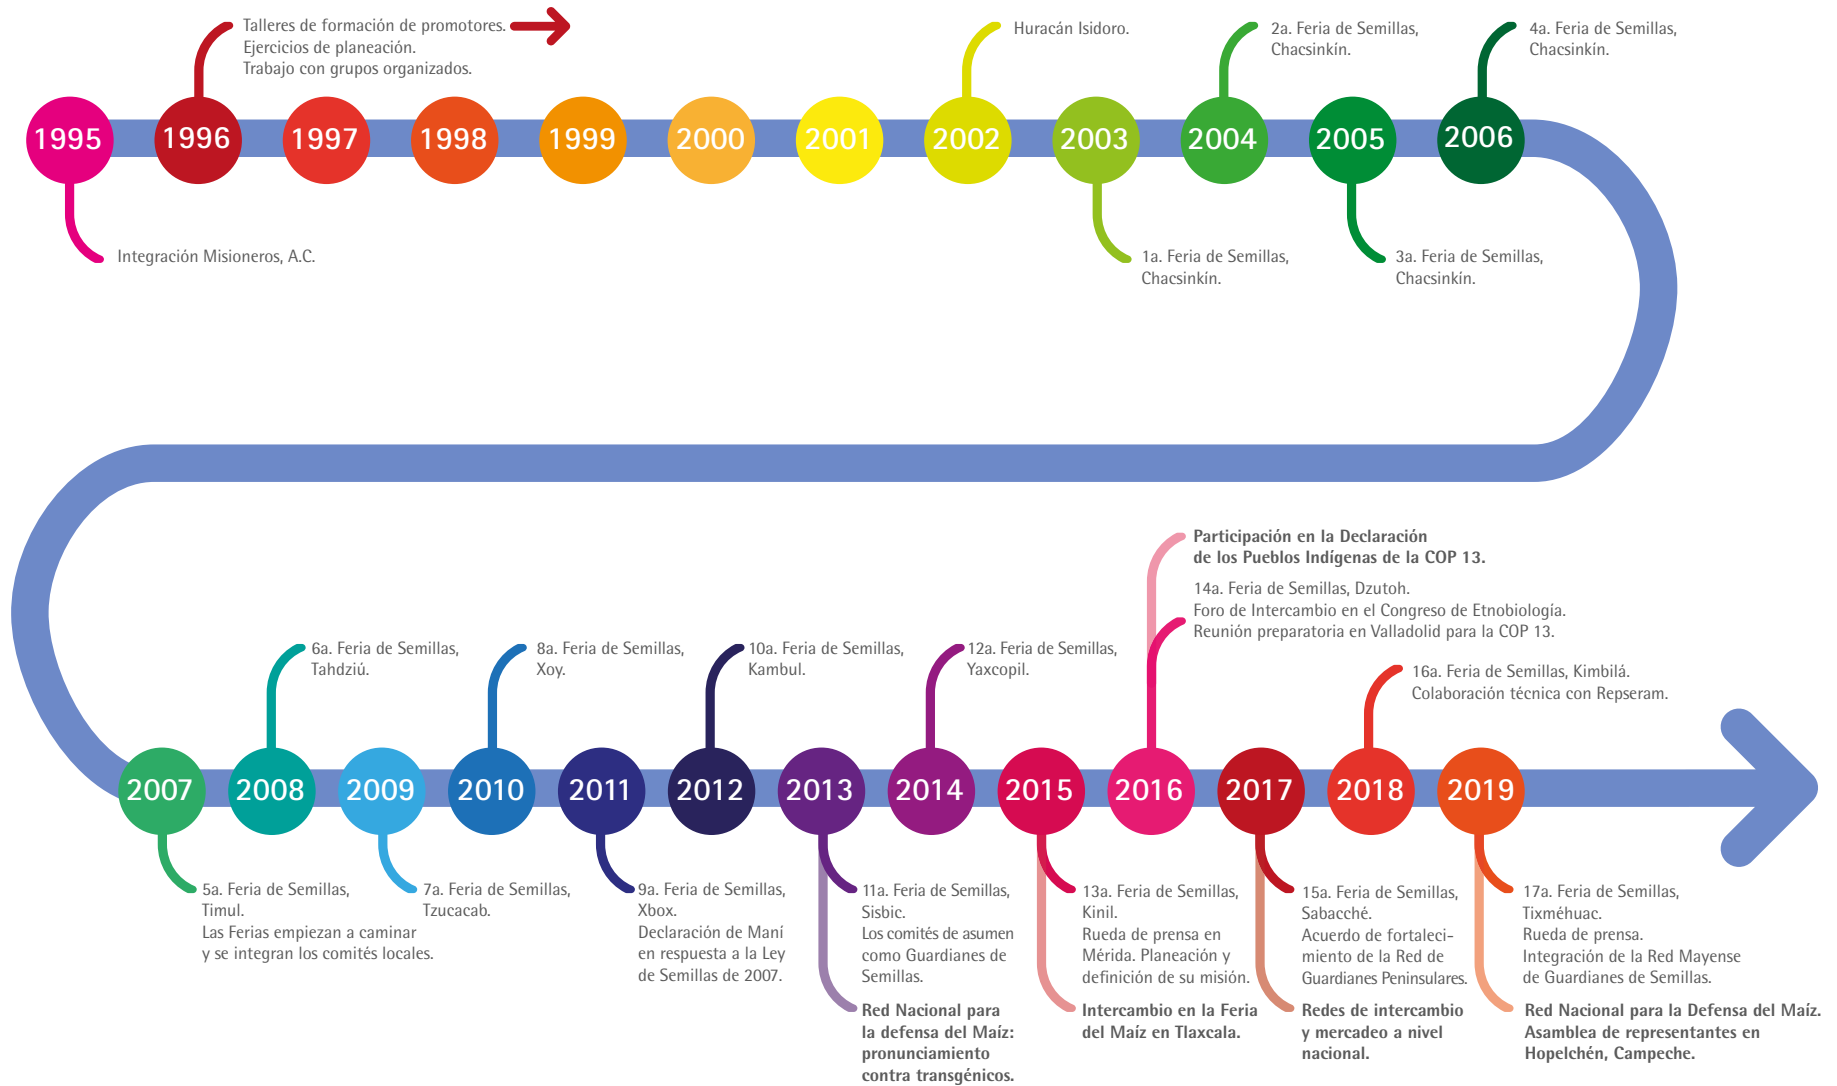 Talleres de formación de promotores.
Ejercicios de planeación.
Trabajo con grupos organizados.
Huracán Isidoro.
2a. Feria de Semillas,
Chacsinkín.
4a. Feria de Semillas,
Chacsinkín.
1995
1996
1997
1998
1999
2000
2001
2002
2003
2004
2005
2006
Integración Misioneros, A.C.
1a. Feria de Semillas,
Chacsinkín.
3a. Feria de Semillas,
Chacsinkín.
Participación en la Declaración
de los Pueblos Indígenas de la COP 13.
14a. Feria de Semillas, Dzutoh.
Foro de Intercambio en el Congreso de Etnobiología.
Reunión preparatoria en Valladolid para la COP 13.
6a. Feria de Semillas,
Tahdziú.
8a. Feria de Semillas,
Xoy.
10a. Feria de Semillas,
Kambul.
12a. Feria de Semillas,
Yaxcopil.
16a. Feria de Semillas, Kimbilá.
Colaboración técnica con Repseram.
2007
2008
2009
2010
2011
2012
2013
2014
2015
2016
2017
2018
2019
5a. Feria de Semillas,
Timul.
Las Ferias empiezan a caminar
y se integran los comités locales.
7a. Feria de Semillas,
Tzucacab.
9a. Feria de Semillas,
Xbox.
Declaración de Maní
en respuesta a la Ley
de Semillas de 2007.
11a. Feria de Semillas,
Sisbic.
Los comités de asumen
como Guardianes de
Semillas.
Red Nacional para
la defensa del Maíz:
pronunciamiento
contra transgénicos.
13a. Feria de Semillas,
Kinil.
Rueda de prensa en
Mérida. Planeación y
definición de su misión.
Intercambio en la Feria
del Maíz en Tlaxcala.
15a. Feria de Semillas,
Sabacché.
Acuerdo de fortaleci-
miento de la Red de
Guardianes Peninsulares.
Redes de intercambio
y mercadeo a nivel
nacional.
17a. Feria de Semillas,
Tixméhuac.
Rueda de prensa.
Integración de la Red Mayense
de Guardianes de Semillas.
Red Nacional para la Defensa del Maíz.
Asamblea de representantes en
Hopelchén, Campeche.